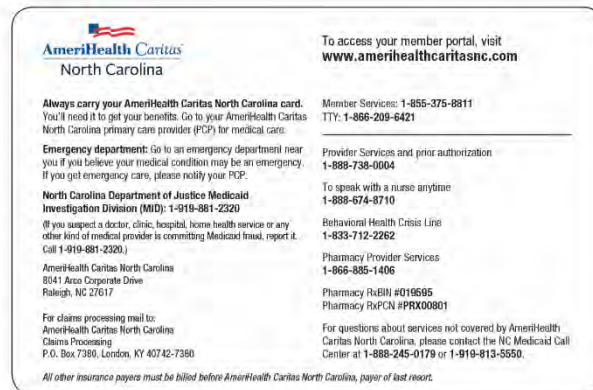 AmeriHealth Caritas
North Carolina
Always carry your AmeriHealth Caritas North Carolina card.
You'll need it to get your benefits. Go to your AmeriHealth Caritas
North Carolina primary care provider (PCP) for medical care.
Emergency department: Go to an emergency department near
you if you believe your medical condition may be an emergency.
If you get emergency care, please notify your PCP.
North Carolina Department of Justice Medicaid
Investigation Division (MID): 1-919-881-2320
(If you suspect a doctor, clinic, hospital, home health service or any
other kind of medical provider is committing Medicaid fraud, report it.
Call 1-919-881-2320.)
AmeriHealth Caritas North Carolina
8041 Arco Corporate Drive
Raleigh, NC 27617
For claims processing mail to:
AmeriHealth Caritas North Carolina
Claims Processing
P.O. Box 7380, London, KY 40742-7380
To access your member portal, visit
www.amerihealthcaritasnc.com
Member Services: 1-855-375-8811
TTY: 1-866-209-6421
Provider Services and prior authorization
1-888-738-0004
To speak with a nurse anytime
1-888-674-8710
Behavioral Health Crisis Line
1-833-712-2262
Pharmacy Provider Services
1-866-885-1406
Pharmacy RxBIN #019595
Pharmacy RxPCN #PRX00801
For questions about services not covered by AmeriHealth
Caritas North Carolina, please contact the NC Medicaid Call
Center at 1-888-245-0179 or 1-919-813-5550.
All other insurance payers must be billed before AmeriHealth Caritas North Carolina, payer of last resort.